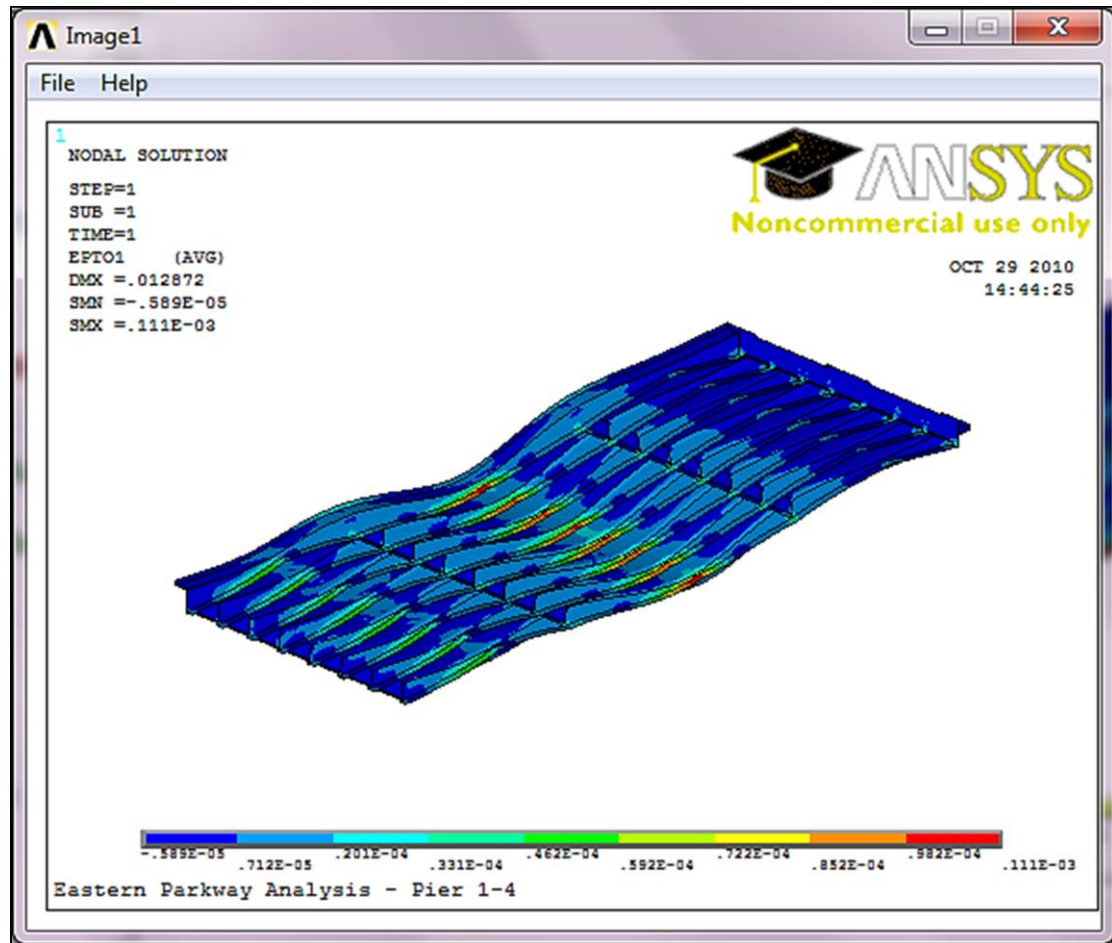 Image1
File Help
1
NODAL SOLUTION
STEP=1
SUB =1
TIME=1
EPTO1 (AVG)
DMX =.012872
SMN =-.589E-05
SMX =.111E-03
ANSYS
Noncommercial use only
OCT 29 2010
14:44:25
-.589E-05 .712E-05 .201E-04 .331E-04 .462E-04 .592E-04 .722E-04 .852E-04 .982E-04 .111E-03
Eastern Parkway Analysis - Pier 1-4